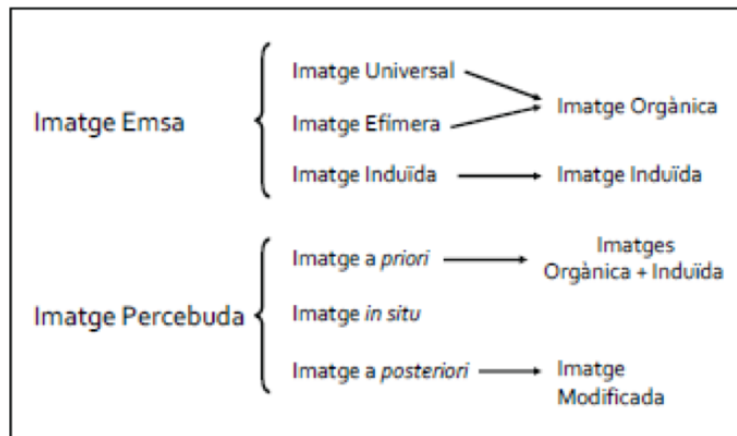 Imatge Universal
Imatge Orgànica
Imatge Emsa
Imatge Efímera
Imatge Induïda
Imatge Induïda
Imatge a priori
Imatges
Orgànica + Induïda
Imatge Percebuda
Imatge in situ
Imatge a posteriori
Imatge
Modificada